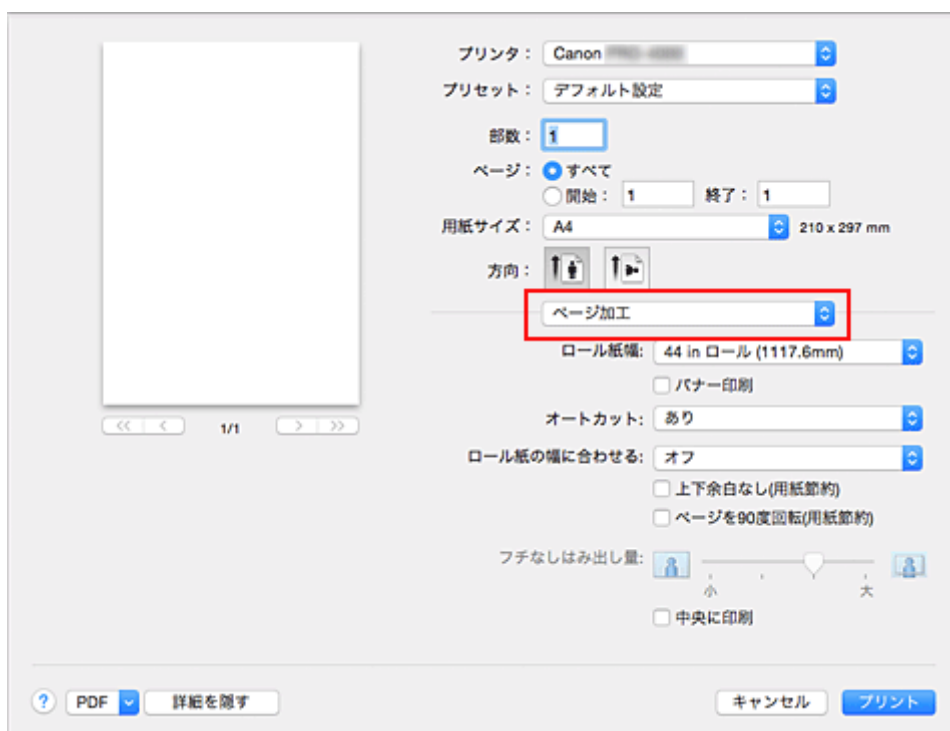 プリンタ： Canon
プリセット： デフォルト設定
部数： 1
ページ： すべて
開始： 1 終了： 1
用紙サイズ： A4 210 x 297 mm
方向：
ページ加工
ロール紙幅: 44 in ロール (1117.6mm)
バナー印刷
オートカット: あり
ロール紙の幅に合わせる: オフ
上下余白なし(用紙節約)
ページを90度回転(用紙節約)
フチなしはみ出し量:
小 大
中央に印刷
<< < 1/1 > >>
? PDF 詳細を隠す キャンセル プリント